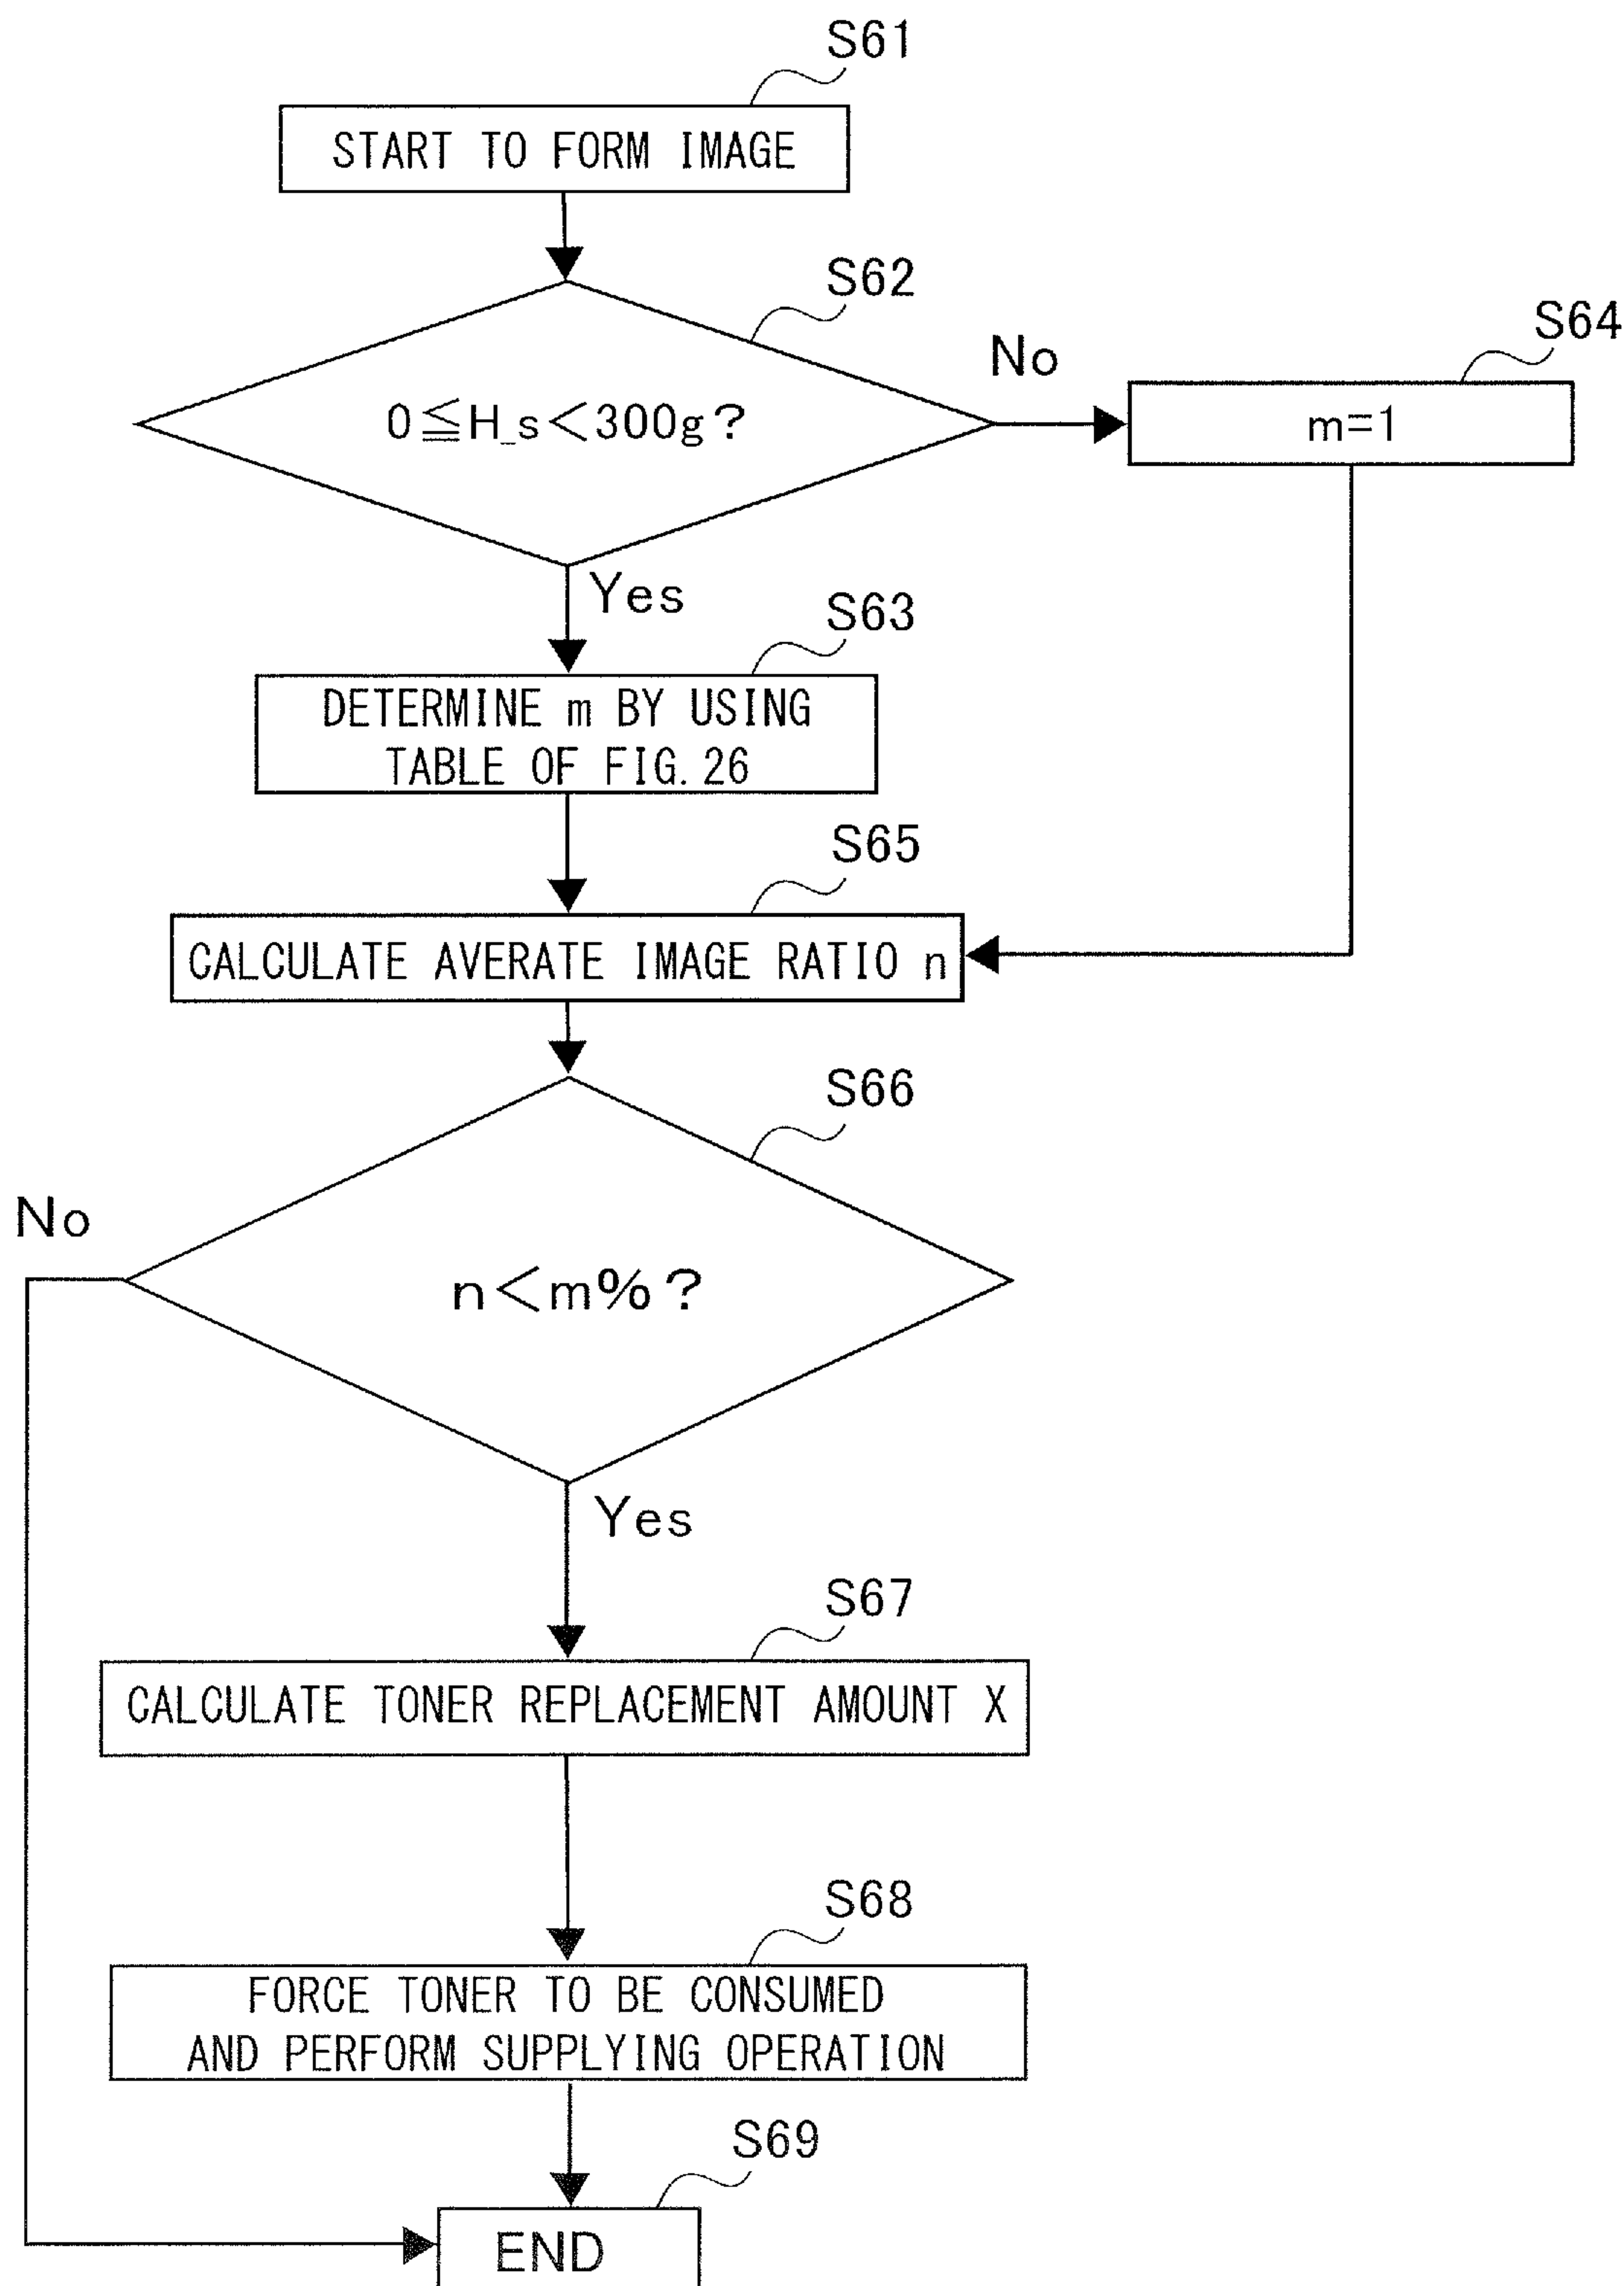 S61
START TO FORM IMAGE
S62
0≦H_s<300g?
No
S64
m=1
Yes
S63
DETERMINE m BY USING
TABLE OF FIG.26
S65
CALCULATE AVERATE IMAGE RATIO n
S66
No
n<m%?
Yes
S67
CALCULATE TONER REPLACEMENT AMOUNT X
S68
FORCE TONER TO BE CONSUMED
AND PERFORM SUPPLYING OPERATION
S69
END